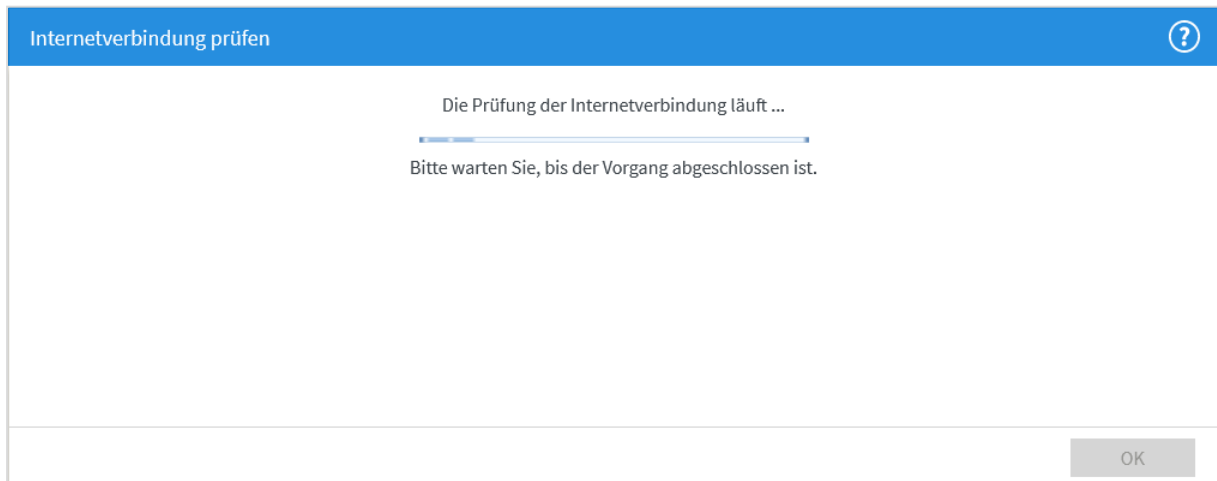 Internetverbindung prüfen
?
Die Prüfung der Internetverbindung läuft ...
Bitte warten Sie, bis der Vorgang abgeschlossen ist.
OK